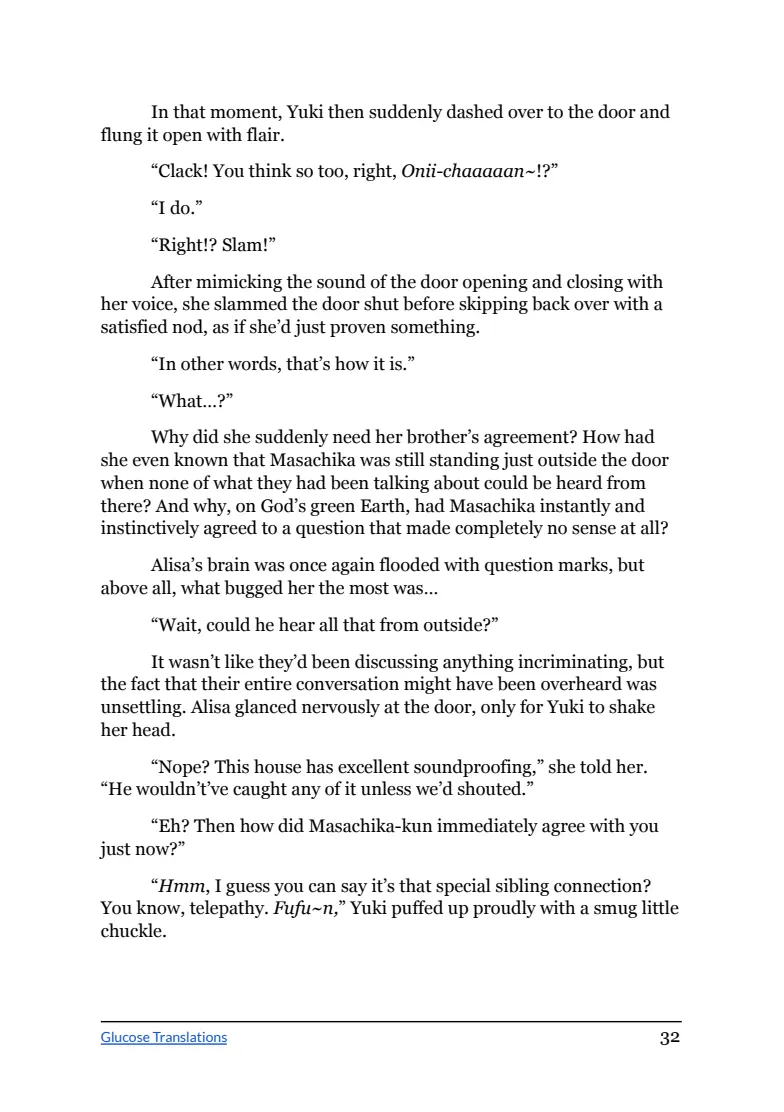 In that moment, Yuki then suddenly dashed over to the door and
flung it open with flair.
“Clack! You think so too, right, Onii-chaaaaan~!?”
“I do.”
“Right!? Slam!”
After mimicking the sound of the door opening and closing with
her voice, she slammed the door shut before skipping back over with a
satisfied nod, as if she’d just proven something.
“In other words, that’s how it is.”
“What...?”
Why did she suddenly need her brother’s agreement? How had
she even known that Masachika was still standing just outside the door
when none of what they had been talking about could be heard from
there? And why, on God’s green Earth, had Masachika instantly and
instinctively agreed to a question that made completely no sense at all?
Alisa’s brain was once again flooded with question marks, but
above all, what bugged her the most was...
“Wait, could he hear all that from outside?”
It wasn’t like they’d been discussing anything incriminating, but
the fact that their entire conversation might have been overheard was
unsettling. Alisa glanced nervously at the door, only for Yuki to shake
her head.
“Nope? This house has excellent soundproofing,” she told her.
“He wouldn’t’ve caught any of it unless we’d shouted.”
“Eh? Then how did Masachika-kun immediately agree with you
just now?”
“Hmm, I guess you can say it’s that special sibling connection?
You know, telepathy. Fufu~n,” Yuki puffed up proudly with a smug little
chuckle.
Glucose Translations 32